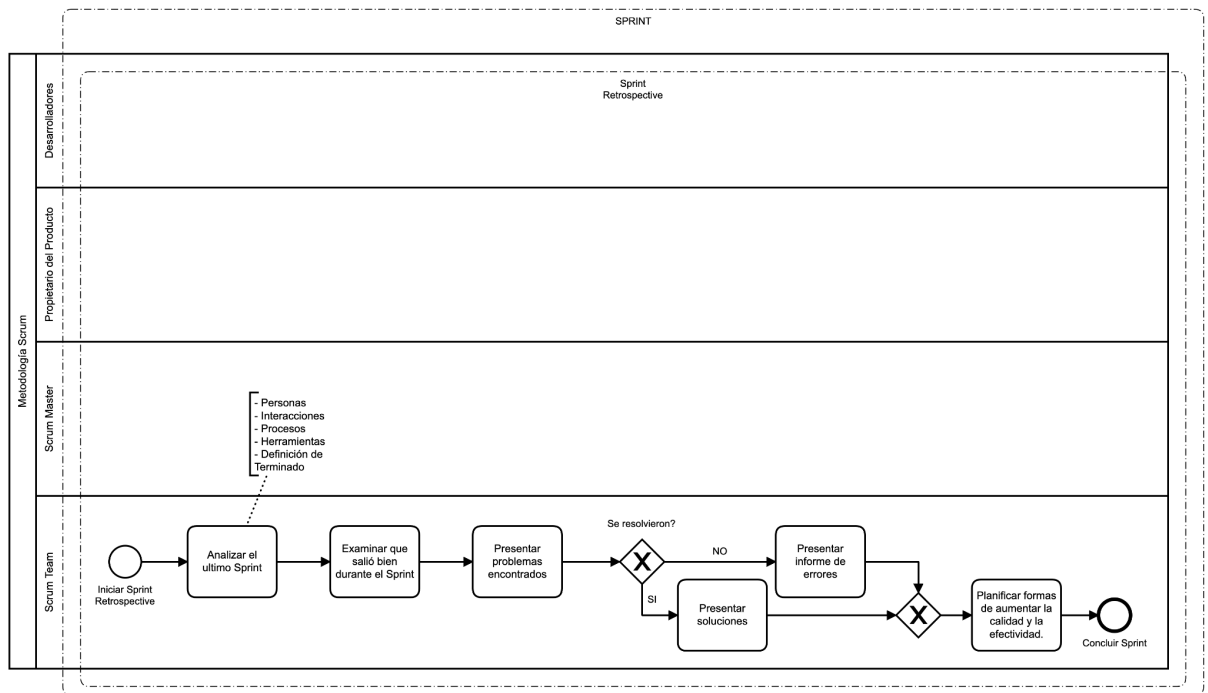 SPRINT
Sprint
Retrospective
Metodología Scrum
Desarrolladores
Propietario del Producto
Scrum Master
- Personas
- Interacciones
- Procesos
- Herramientas
- Definición de
Terminado
Scrum Team
Iniciar Sprint
Retrospective
Analizar el
ultimo Sprint
Examinar que
salió bien
durante el Sprint
Presentar
problemas
encontrados
Se resolvieron?
NO
SI
Presentar
informe de
errores
Presentar
soluciones
Planificar formas
de aumentar la
calidad y la
efectividad.
Concluir Sprint